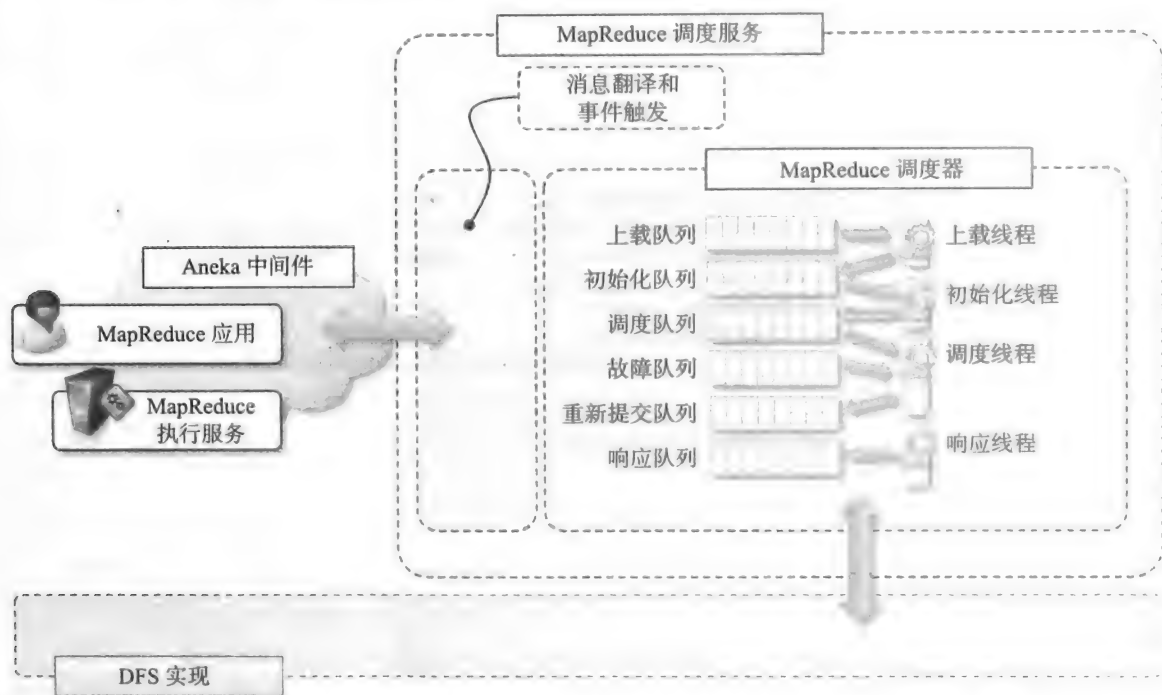 MapReduce 调度服务
消息翻译和
事件触发
MapReduce 调度器
上载队列
上载线程
Aneka 中间件
初始化队列
初始化线程
MapReduce 应用
调度队列
调度线程
故障队列
MapReduce
执行服务
重新提交队列
响应队列
响应线程
DFS 实现